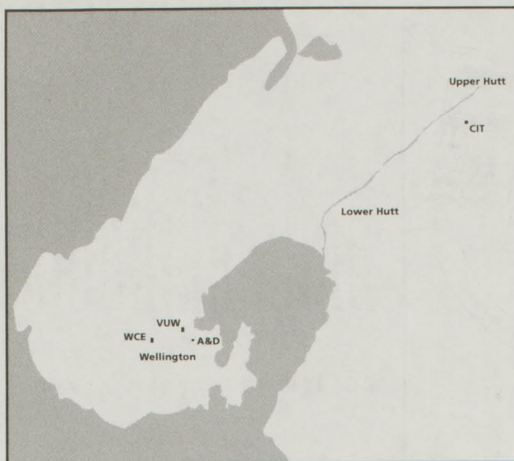 Upper Hutt
CIT
Lower Hutt
VUW
WCE
A&D
Wellington